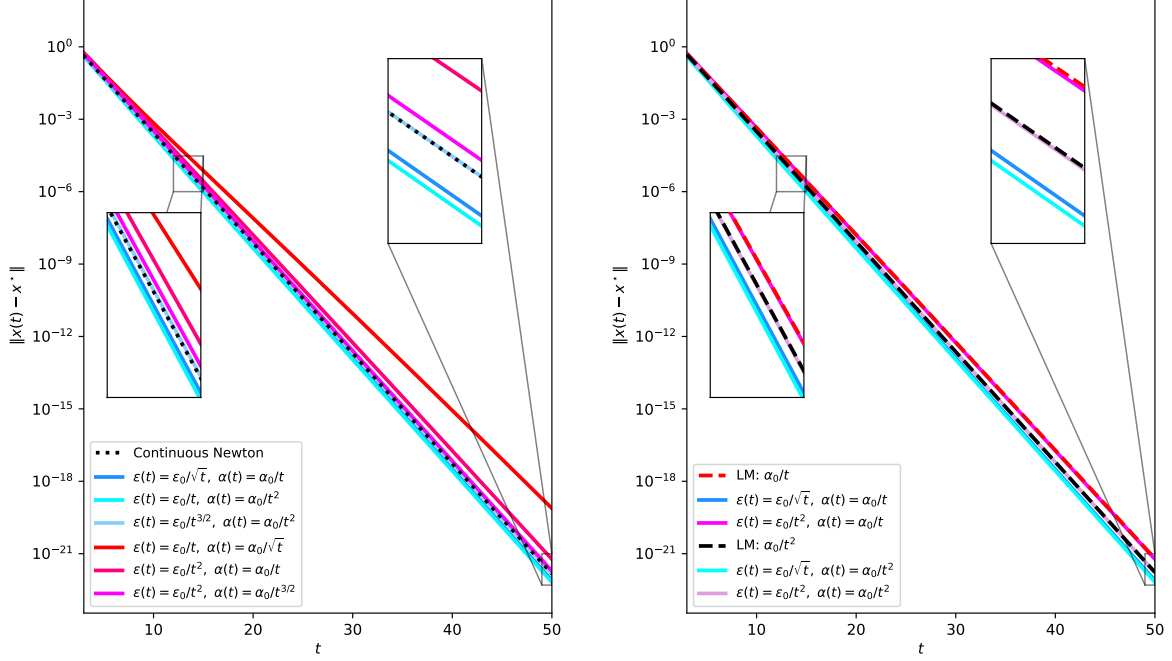 10⁰
10⁻³
10⁻⁶
10⁻⁹
10⁻¹²
10⁻¹⁵
10⁻¹⁸
10⁻²¹
‖x(t) − x⋆‖
Continuous Newton
ε(t) = ε₀/√t, α(t) = α₀/t
ε(t) = ε₀/t, α(t) = α₀/t²
ε(t) = ε₀/t^{3/2}, α(t) = α₀/t²
ε(t) = ε₀/t, α(t) = α₀/√t
ε(t) = ε₀/t², α(t) = α₀/t
ε(t) = ε₀/t², α(t) = α₀/t^{3/2}
10 20 30 40 50
t
10⁰
10⁻³
10⁻⁶
10⁻⁹
10⁻¹²
10⁻¹⁵
10⁻¹⁸
10⁻²¹
‖x(t) − x⋆‖
LM: α₀/t
ε(t) = ε₀/√t, α(t) = α₀/t
ε(t) = ε₀/t², α(t) = α₀/t
LM: α₀/t²
ε(t) = ε₀/√t, α(t) = α₀/t²
ε(t) = ε₀/t², α(t) = α₀/t²
10 20 30 40 50
t